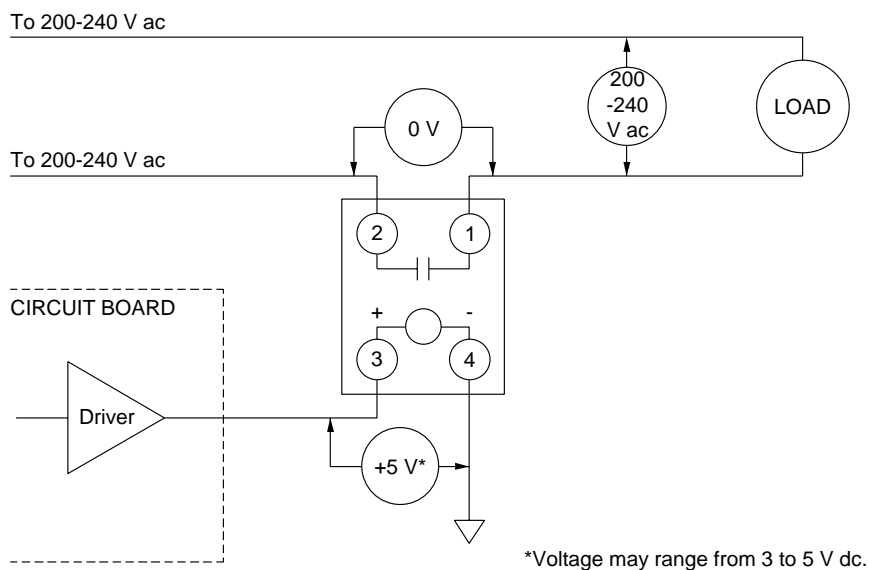 To 200-240 V ac
200
-240
V ac
LOAD
0 V
To 200-240 V ac
2
1
CIRCUIT BOARD
+
-
3
4
Driver
+5 V*
*Voltage may range from 3 to 5 V dc.